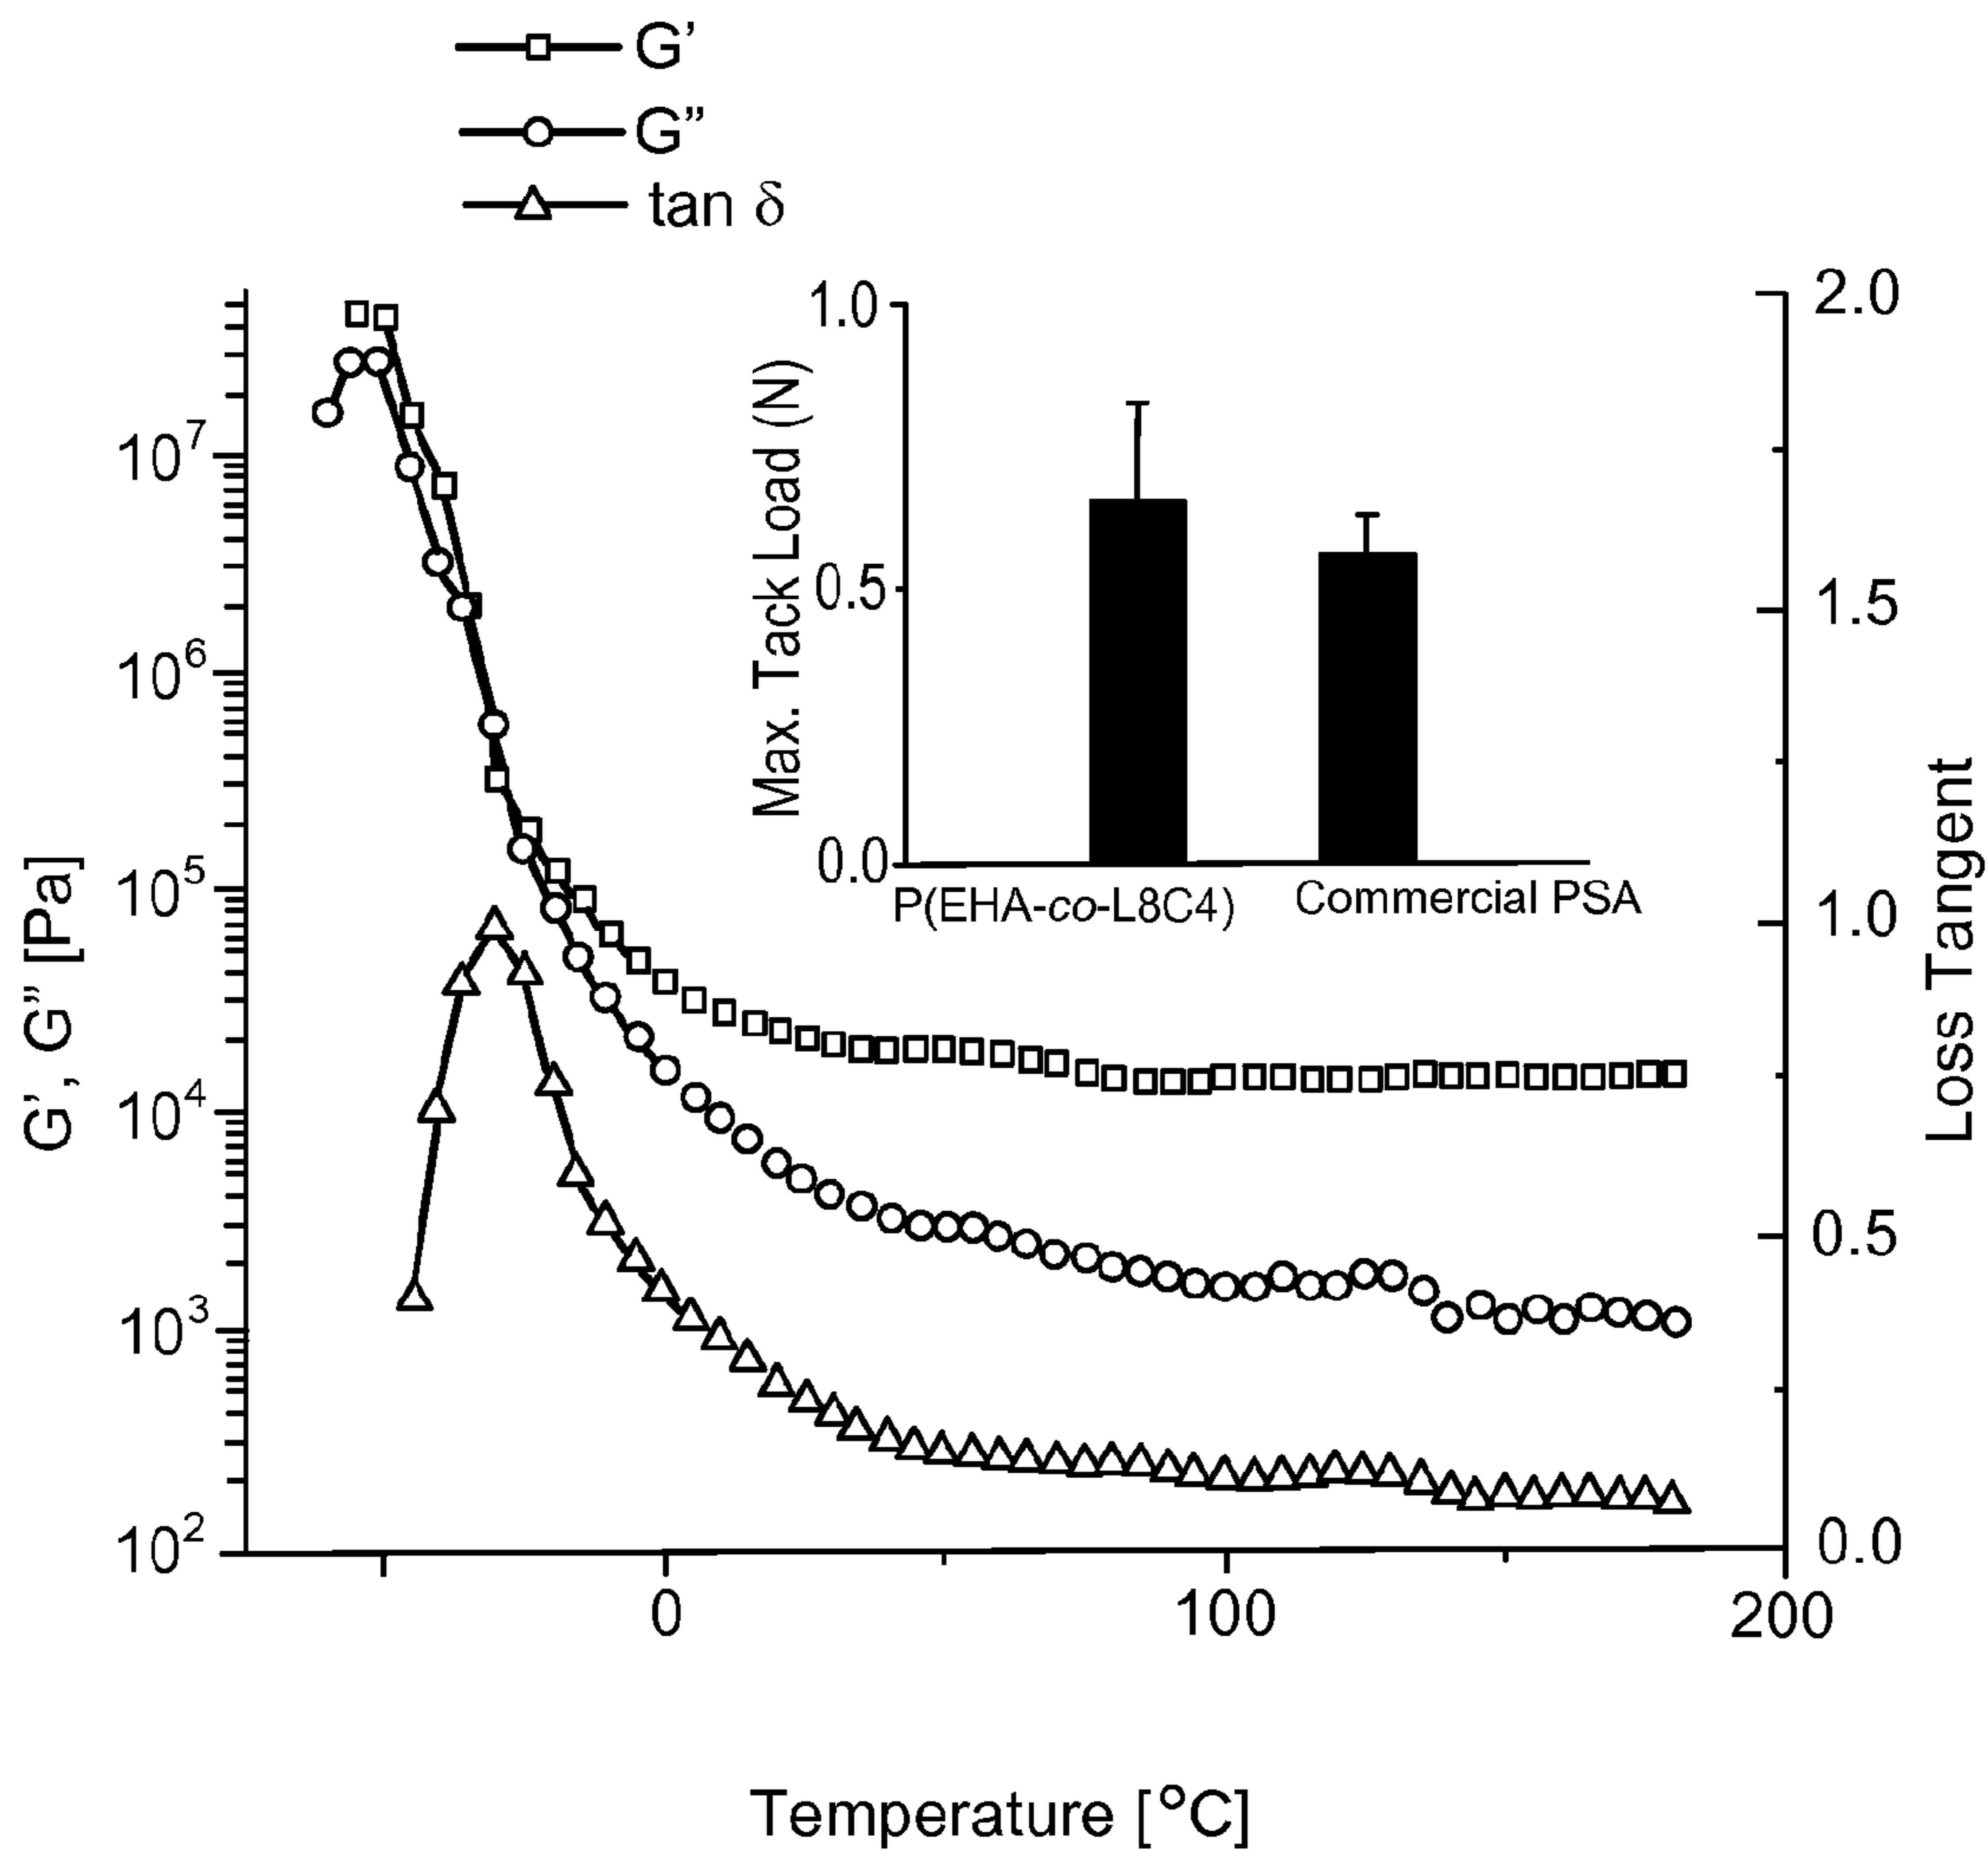 G’
G”
tan δ
1.0
0.5
0.0
Max. Tack Load (N)
P(EHA-co-L8C4)
Commercial PSA
10⁷
10⁶
10⁵
10⁴
10³
10²
G’, G” [Pa]
2.0
1.5
1.0
0.5
0.0
Loss Tangent
0
100
200
Temperature [°C]